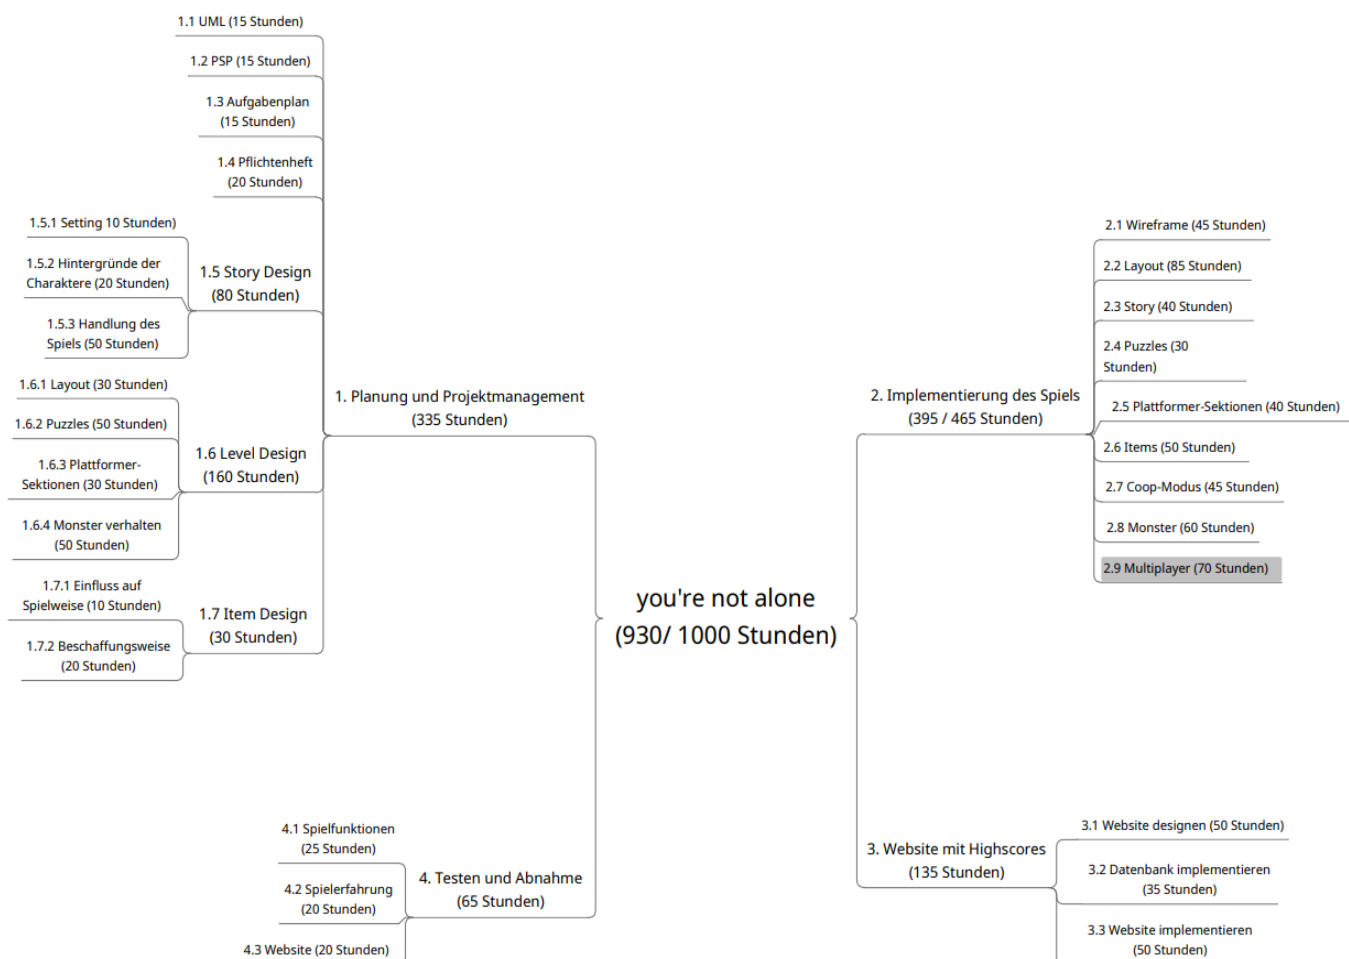 1.1 UML (15 Stunden)
1.2 PSP (15 Stunden)
1.3 Aufgabenplan
(15 Stunden)
1.4 Pflichtenheft
(20 Stunden)
1.5.1 Setting 10 Stunden)
1.5.2 Hintergründe der
Charaktere (20 Stunden)
1.5.3 Handlung des
Spiels (50 Stunden)
1.5 Story Design
(80 Stunden)
1.6.1 Layout (30 Stunden)
1.6.2 Puzzles (50 Stunden)
1.6.3 Plattformer-
Sektionen (30 Stunden)
1.6.4 Monster verhalten
(50 Stunden)
1.6 Level Design
(160 Stunden)
1.7.1 Einfluss auf
Spielweise (10 Stunden)
1.7.2 Beschaffungsweise
(20 Stunden)
1.7 Item Design
(30 Stunden)
1. Planung und Projektmanagement
(335 Stunden)
you're not alone
(930/ 1000 Stunden)
2. Implementierung des Spiels
(395 / 465 Stunden)
2.1 Wireframe (45 Stunden)
2.2 Layout (85 Stunden)
2.3 Story (40 Stunden)
2.4 Puzzles (30
Stunden)
2.5 Plattformer-Sektionen (40 Stunden)
2.6 Items (50 Stunden)
2.7 Coop-Modus (45 Stunden)
2.8 Monster (60 Stunden)
2.9 Multiplayer (70 Stunden)
3. Website mit Highscores
(135 Stunden)
3.1 Website designen (50 Stunden)
3.2 Datenbank implementieren
(35 Stunden)
3.3 Website implementieren
(50 Stunden)
4.1 Spielfunktionen
(25 Stunden)
4.2 Spielerfahrung
(20 Stunden)
4.3 Website (20 Stunden)
4. Testen und Abnahme
(65 Stunden)